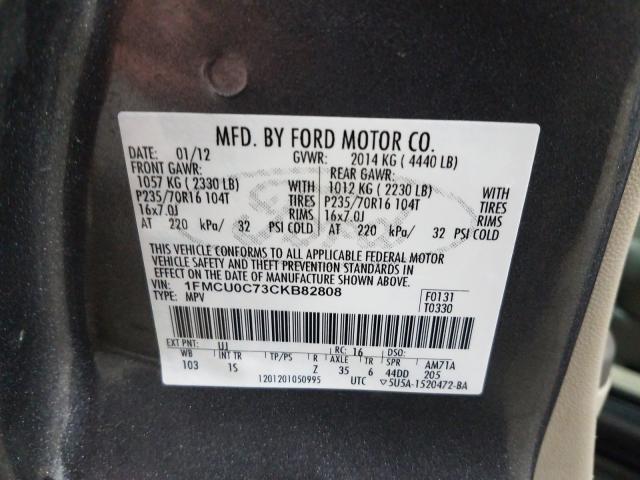 MFD. BY FORD MOTOR CO.
DATE: 01/12 GVWR: 2014 KG ( 4440 LB)
FRONT GAWR: REAR GAWR:
1057 KG ( 2330 LB) WITH 1012 KG ( 2230 LB) WITH
P235/70R16 104T TIRES P235/70R16 104T TIRES
16x7.0J RIMS 16x7.0J RIMS
AT 220 kPa/ 32 PSI COLD AT 220 kPa/ 32 PSI COLD
THIS VEHICLE CONFORMS TO ALL APPLICABLE FEDERAL MOTOR
VEHICLE SAFETY AND THEFT PREVENTION STANDARDS IN
EFFECT ON THE DATE OF MANUFACTURE SHOWN ABOVE.
VIN: 1FMCU0C73CKB82808 F0131
TYPE: MPV T0330
EXT PNT: UJ RC: 16 DSO:
WB INT TR TP/PS R AXLE TR SPR AM71A
103 1S Z 35 6 44DD 205
1201201050995 UTC ▽5U5A-1520472-BA
Ford